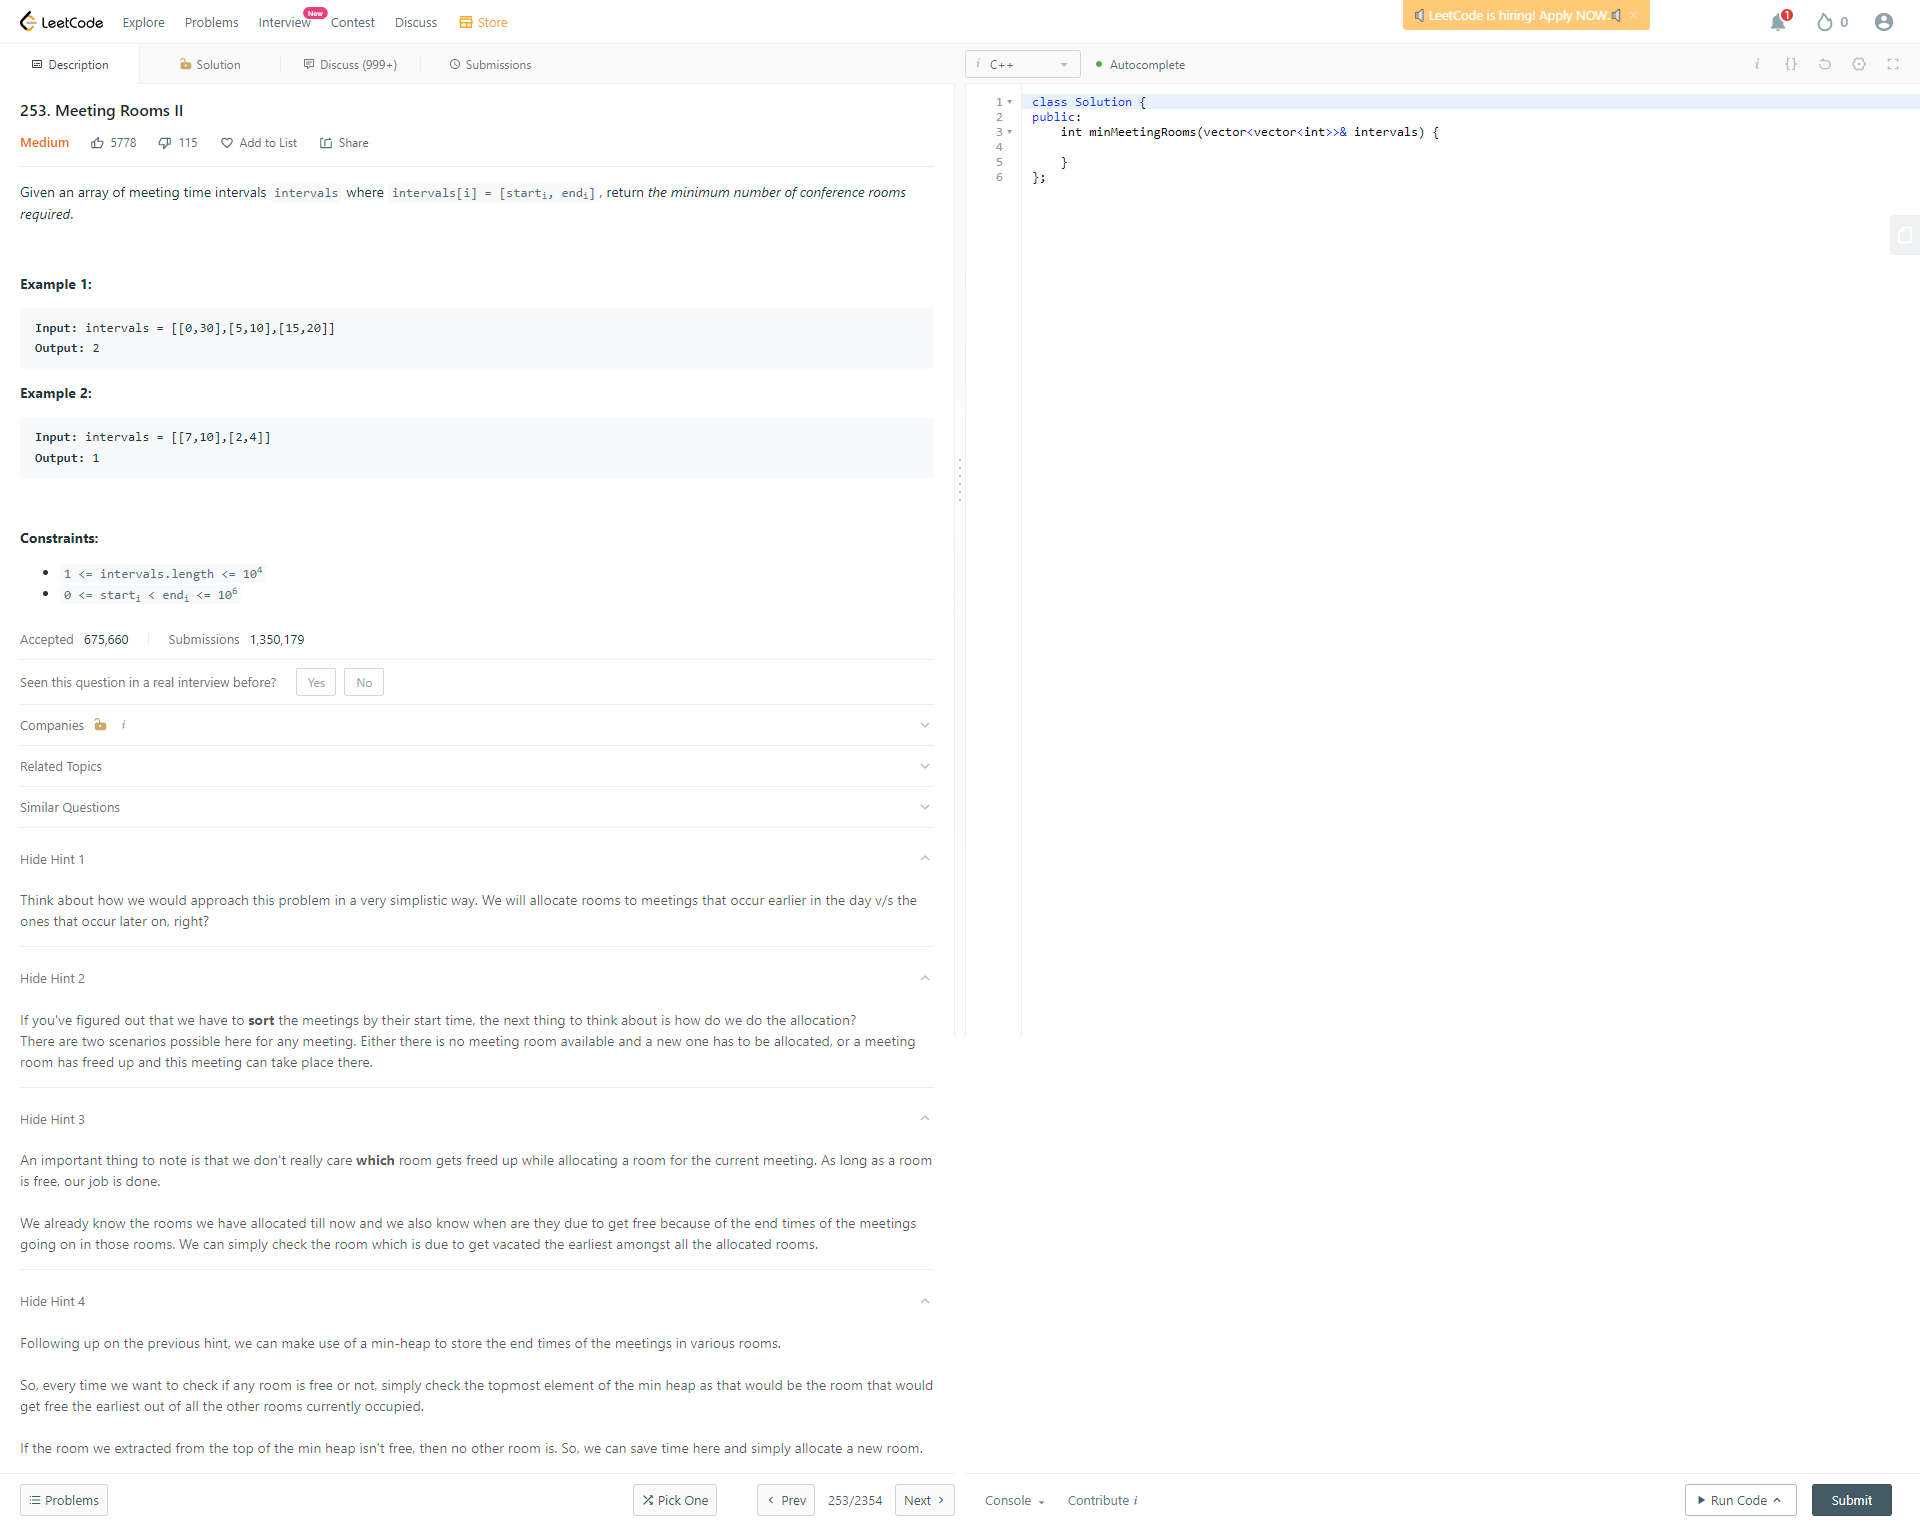 LeetCode
Explore
Problems
Interview
New
Contest
Discuss
Store
LeetCode is hiring! Apply NOW.
×
1
0
Description
Solution
Discuss (999+)
Submissions
i C++
Autocomplete
i
{}
253. Meeting Rooms II
Medium
5778
115
Add to List
Share
Given an array of meeting time intervals intervals where intervals[i] = [starti, endi], return the minimum number of conference rooms
required.
Example 1:
Input: intervals = [[0,30],[5,10],[15,20]]
Output: 2
Example 2:
Input: intervals = [[7,10],[2,4]]
Output: 1
Constraints:
• 1 <= intervals.length <= 10⁴
• 0 <= starti < endi <= 10⁶
Accepted 675,660
Submissions 1,350,179
Seen this question in a real interview before?
Yes
No
Companies i
Related Topics
Similar Questions
Hide Hint 1
Think about how we would approach this problem in a very simplistic way. We will allocate rooms to meetings that occur earlier in the day v/s the
ones that occur later on, right?
Hide Hint 2
If you've figured out that we have to sort the meetings by their start time, the next thing to think about is how do we do the allocation?
There are two scenarios possible here for any meeting. Either there is no meeting room available and a new one has to be allocated, or a meeting
room has freed up and this meeting can take place there.
Hide Hint 3
An important thing to note is that we don't really care which room gets freed up while allocating a room for the current meeting. As long as a room
is free, our job is done.
We already know the rooms we have allocated till now and we also know when are they due to get free because of the end times of the meetings
going on in those rooms. We can simply check the room which is due to get vacated the earliest amongst all the allocated rooms.
Hide Hint 4
Following up on the previous hint, we can make use of a min-heap to store the end times of the meetings in various rooms.
So, every time we want to check if any room is free or not, simply check the topmost element of the min heap as that would be the room that would
get free the earliest out of all the other rooms currently occupied.
If the room we extracted from the top of the min heap isn't free, then no other room is. So, we can save time here and simply allocate a new room.
1 class Solution {
2 public:
3     int minMeetingRooms(vector<vector<int>>& intervals) {
4
5     }
6 };
Problems
Pick One
Prev
253/2354
Next
Console
Contribute i
Run Code
Submit